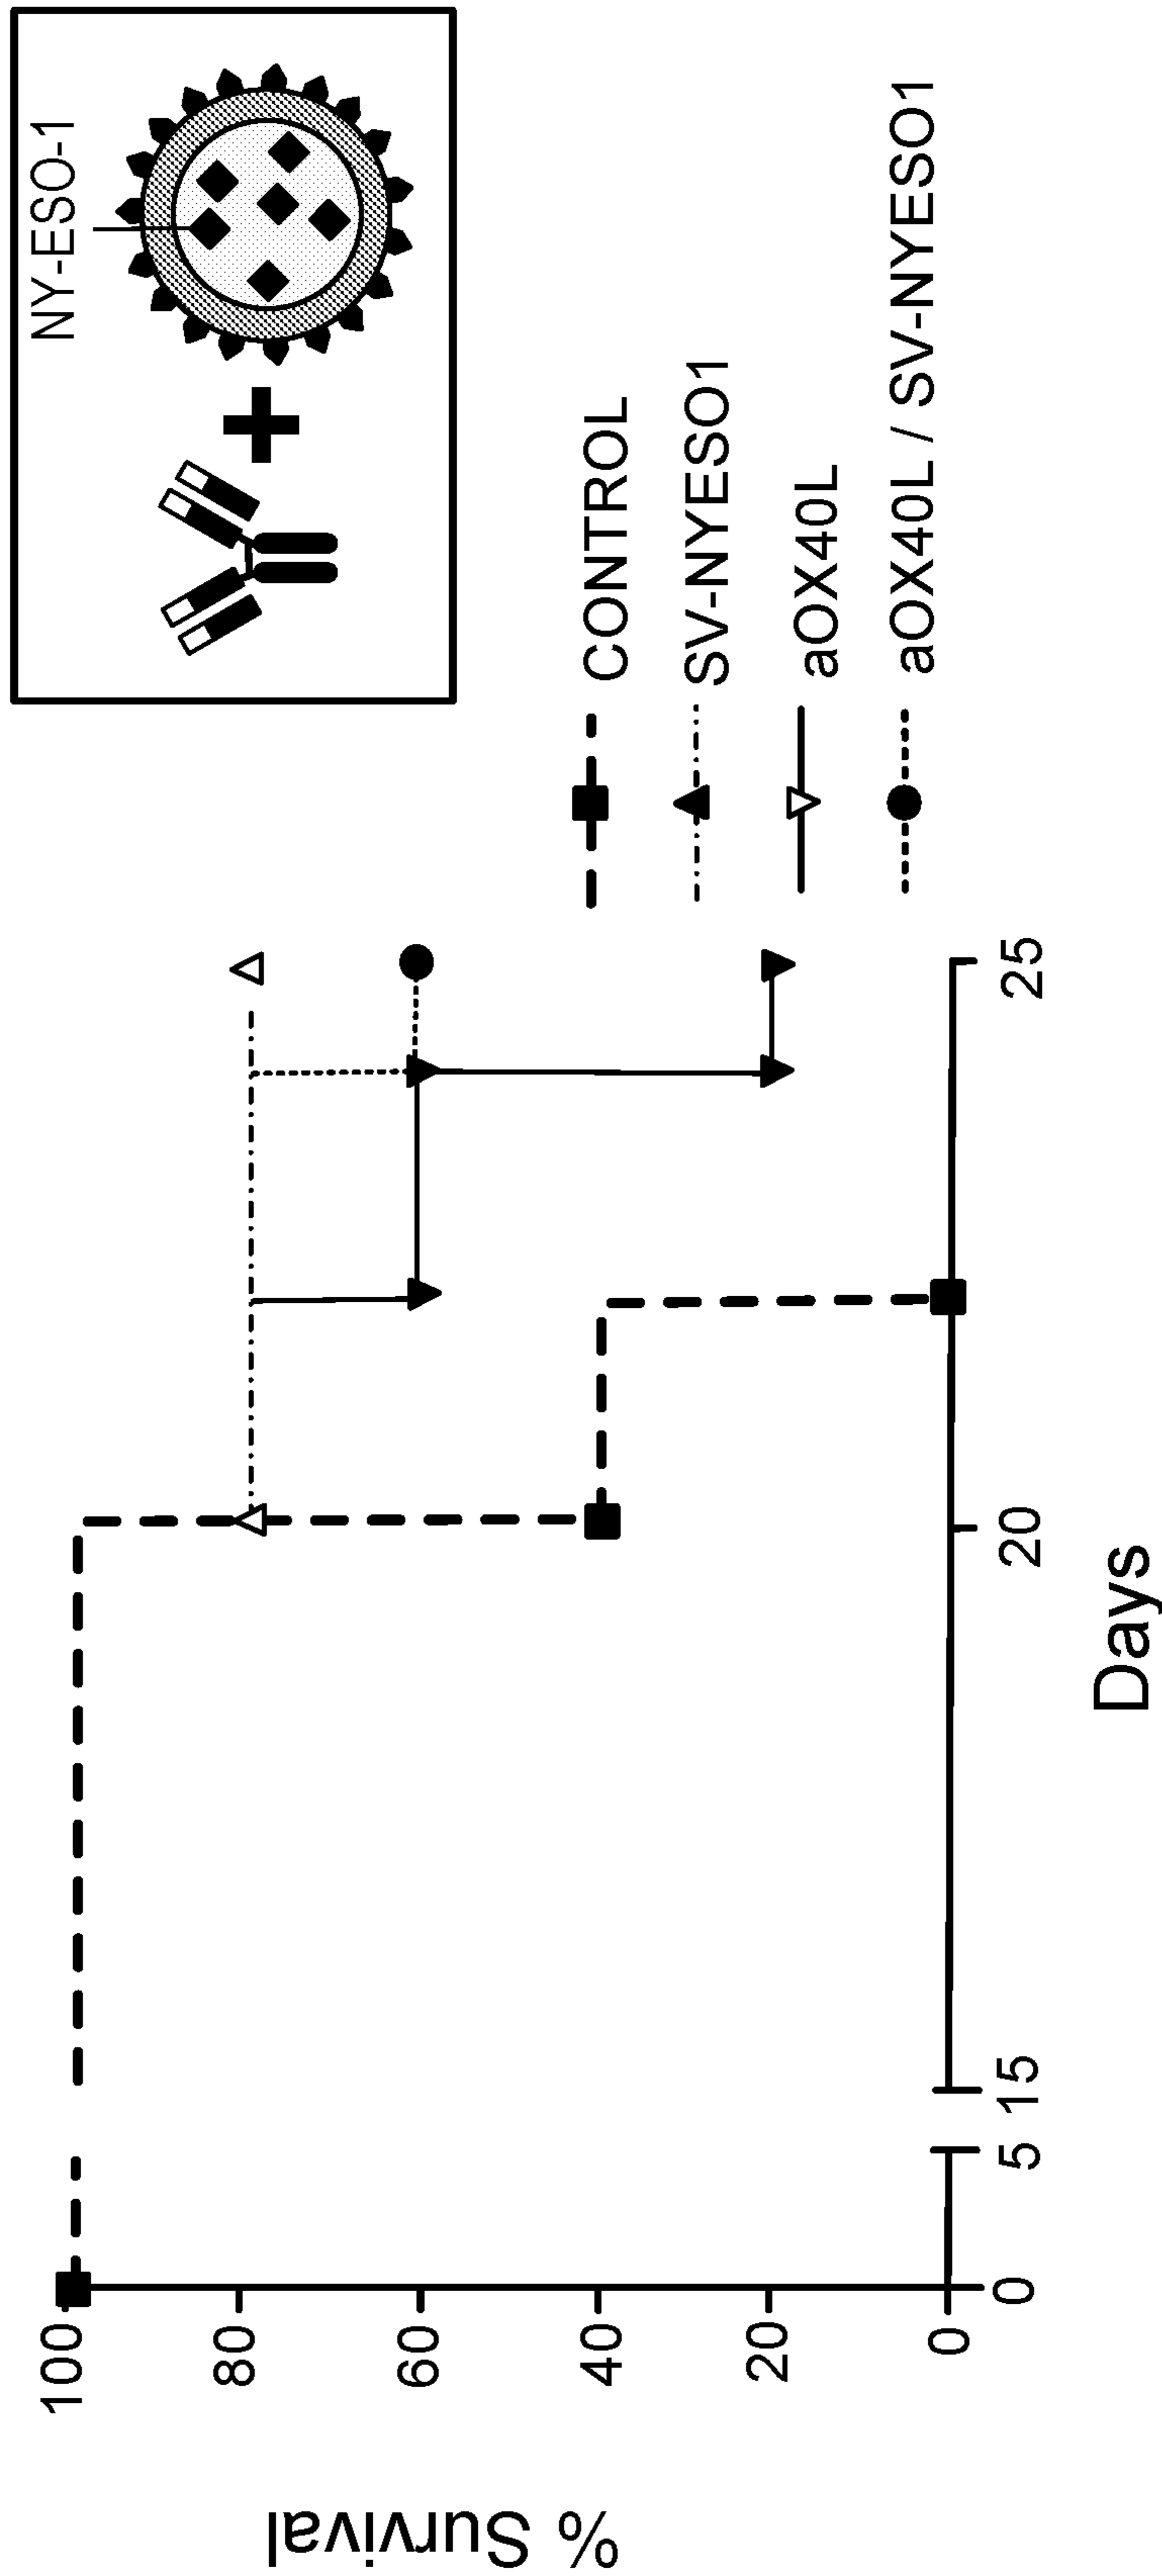 NY-ESO-1
CONTROL
SV-NYESO1
aOX40L
aOX40L / SV-NYESO1
% Survival
100
80
60
40
20
0
0
5
15
20
25
Days